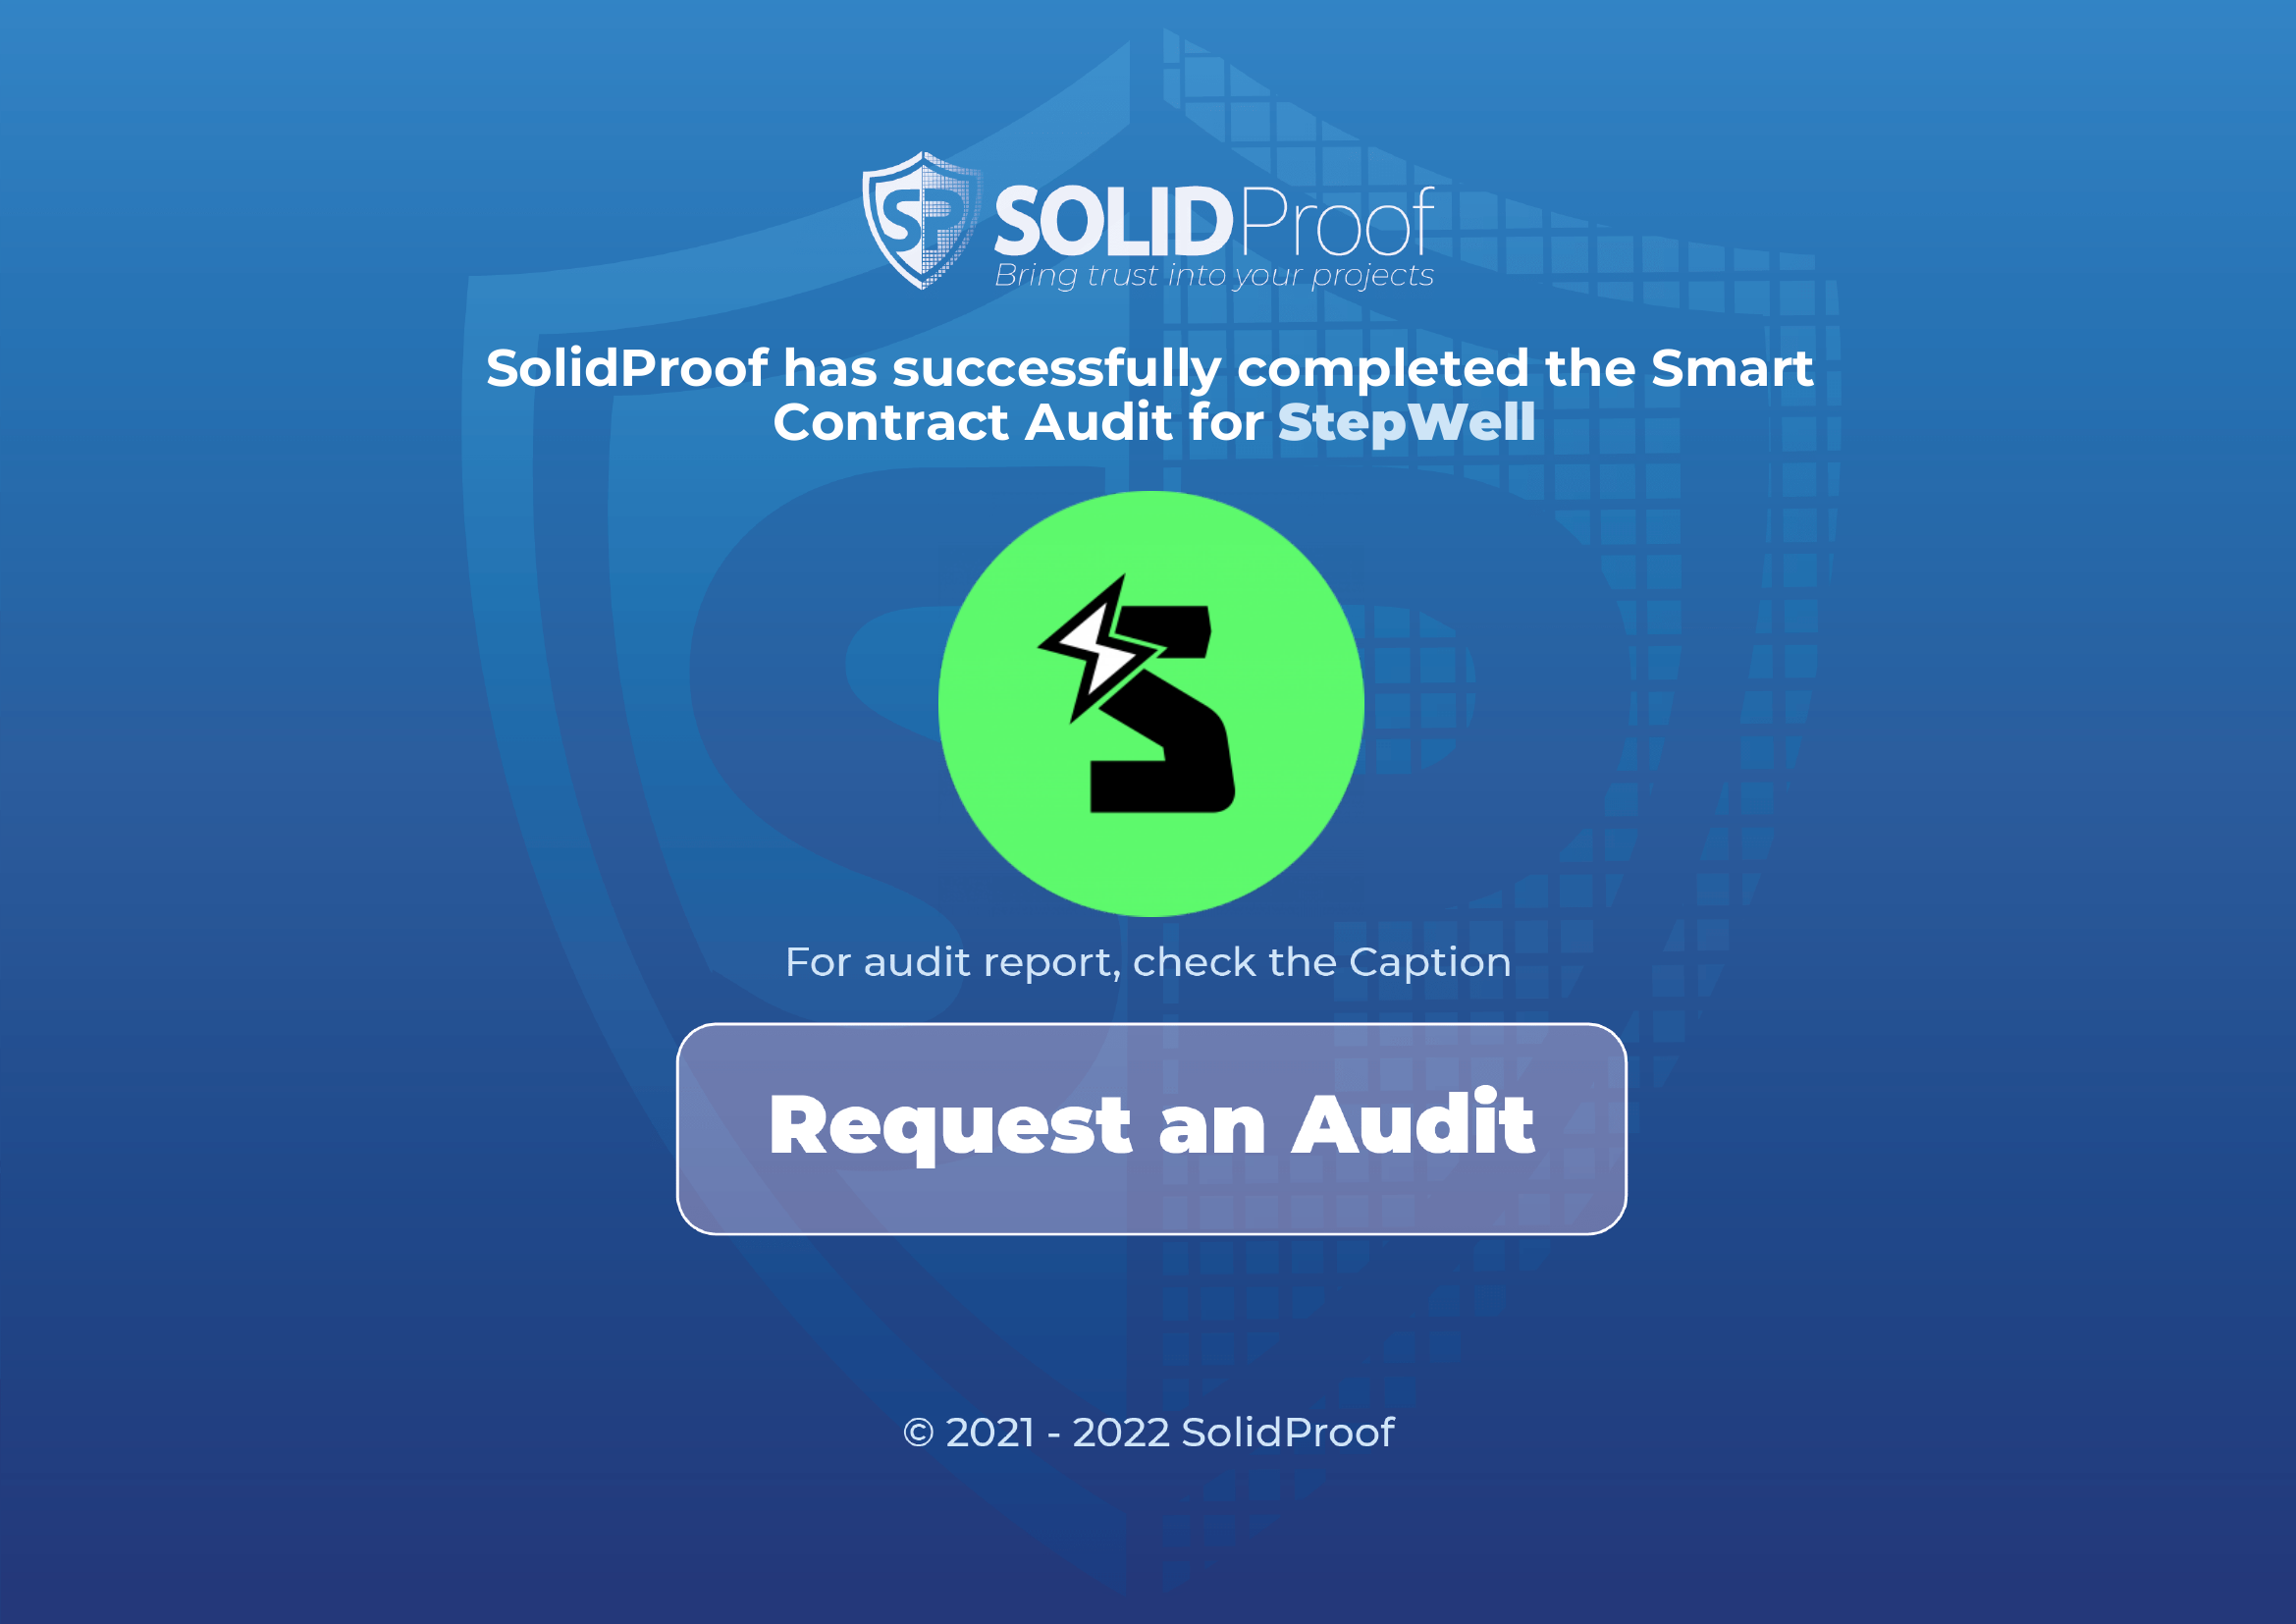 SP SOLIDProof
Bring trust into your projects
SolidProof has successfully completed the Smart
Contract Audit for StepWell
For audit report, check the Caption
Request an Audit
© 2021 - 2022 SolidProof